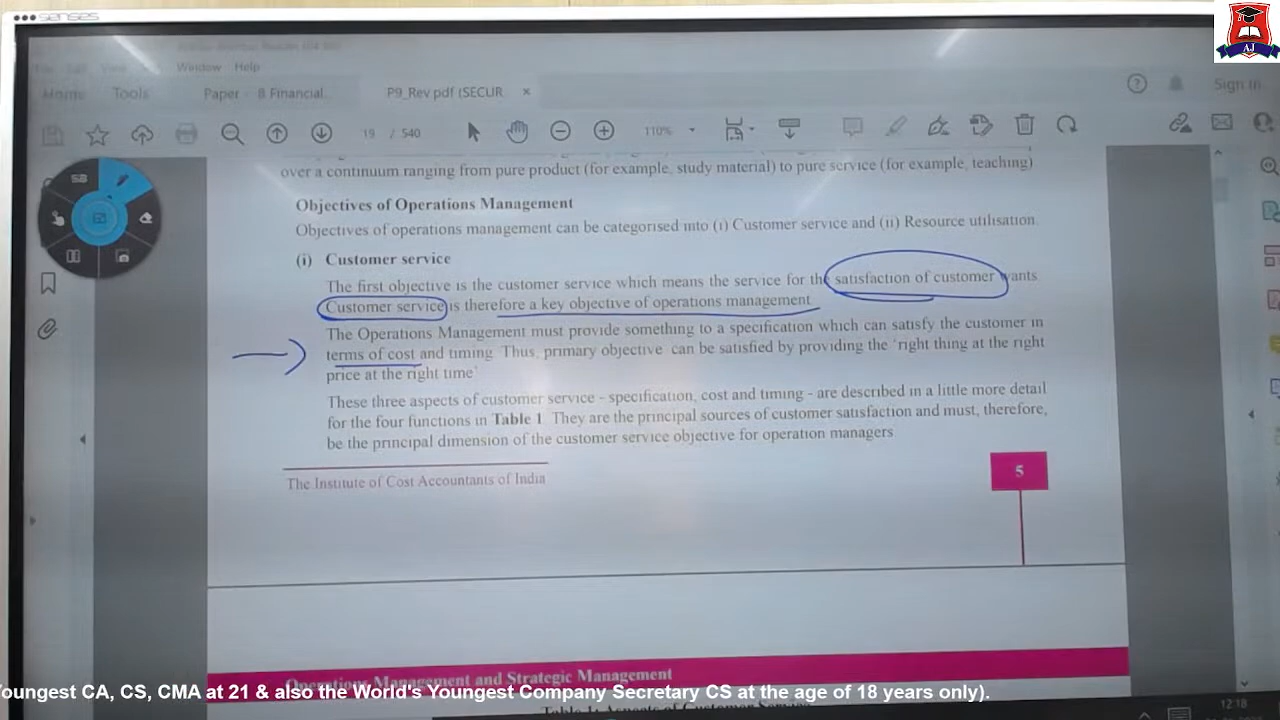 senses
AJ
Window Help
Home Tools Paper - 8 Financial. P9_Rev.pdf (SECUR × Sign In
19 / 540 110%
SB
over a continuum ranging from pure product (for example, study material) to pure service (for example, teaching)
Objectives of Operations Management
Objectives of operations management can be categorised into (i) Customer service and (ii) Resource utilisation
(i) Customer service
The first objective is the customer service which means the service for the satisfaction of customer wants
Customer service is therefore a key objective of operations management
The Operations Management must provide something to a specification which can satisfy the customer in
terms of cost and timing. Thus, primary objective can be satisfied by providing the ‘right thing at the right
price at the right time’
These three aspects of customer service - specification, cost and timing - are described in a little more detail
for the four functions in Table 1. They are the principal sources of customer satisfaction and must, therefore,
be the principal dimension of the customer service objective for operation managers
The Institute of Cost Accountants of India
5
Operations Management and Strategic Management
Youngest CA, CS, CMA at 21 & also the World's Youngest Company Secretary CS at the age of 18 years only).
Table 1: Aspects of Customer Service
12:18